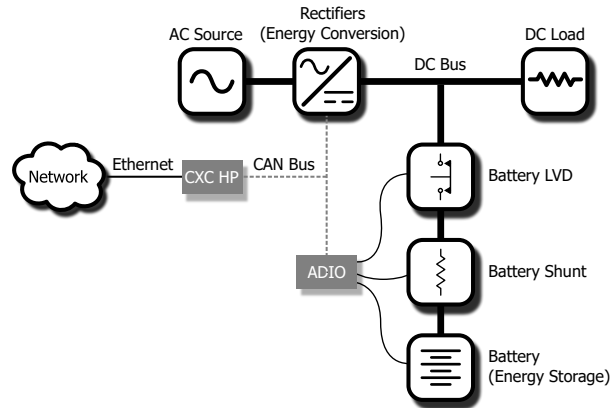 Rectifiers
AC Source
(Energy Conversion)
DC Load
DC Bus
Ethernet
CAN Bus
Network
CXC HP
Battery LVD
ADIO
Battery Shunt
Battery
(Energy Storage)